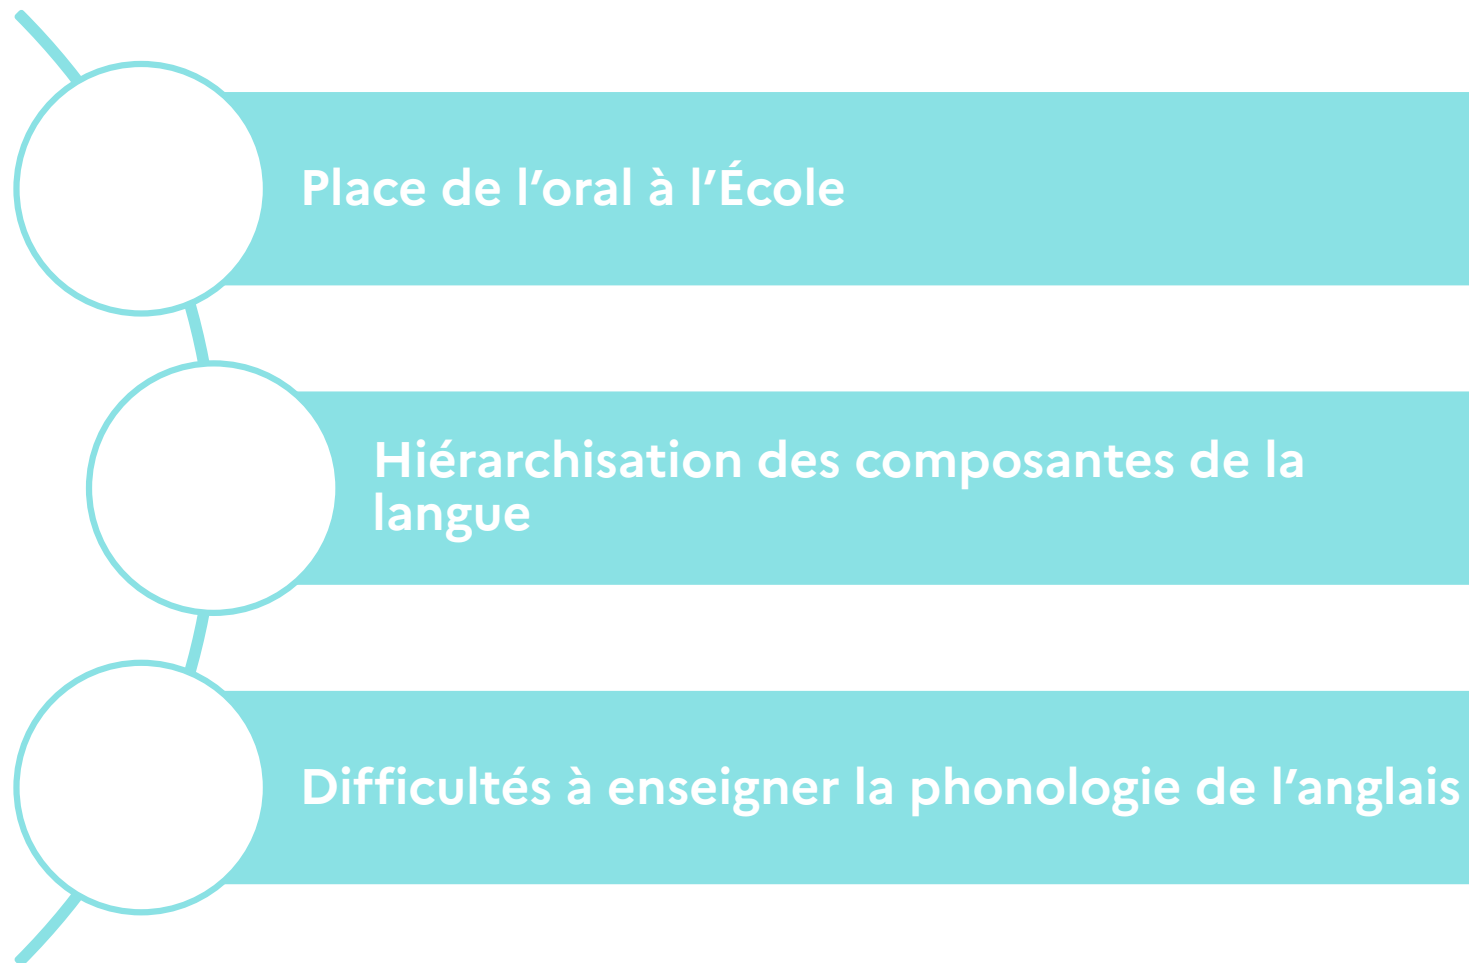 Place de l’oral à l’École
Hiérarchisation des composantes de la
langue
Difficultés à enseigner la phonologie de l’anglais